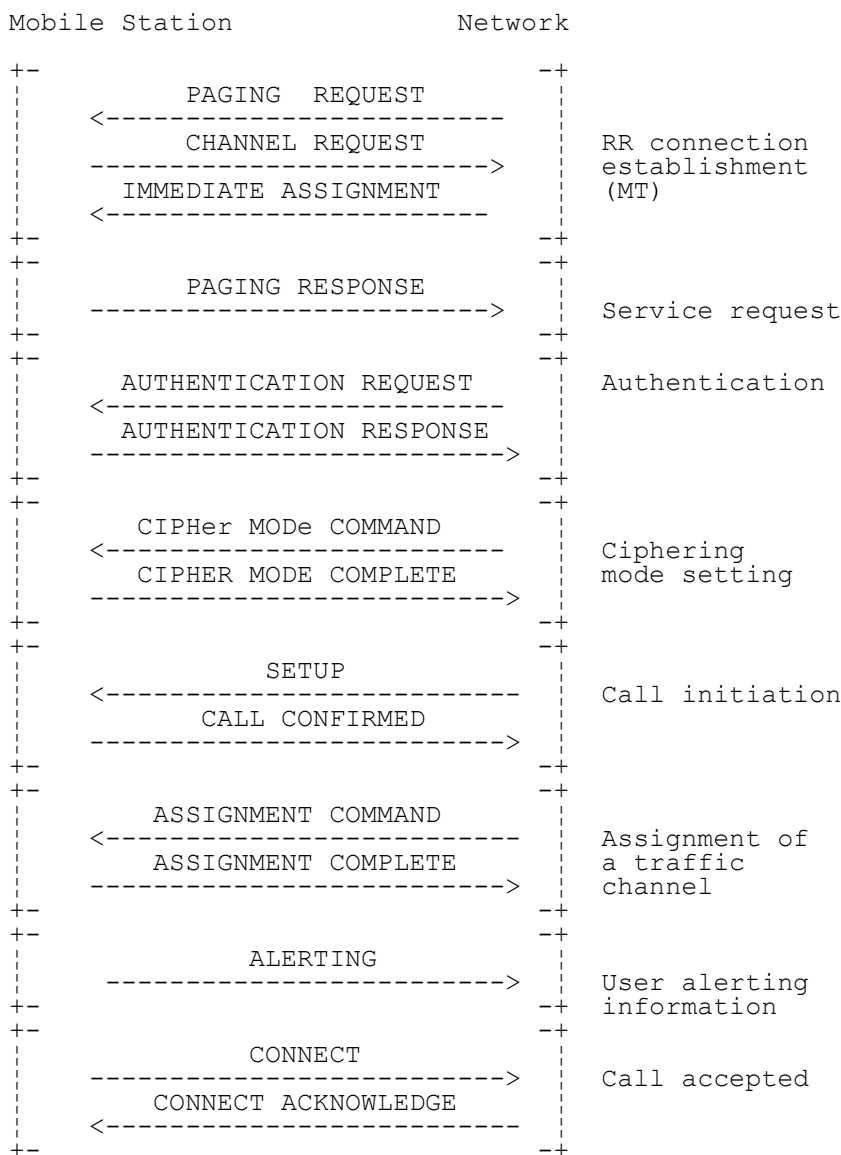 Mobile Station Network
PAGING REQUEST
CHANNEL REQUEST
RR connection
establishment
IMMEDIATE ASSIGNMENT
(MT)
PAGING RESPONSE
Service request
AUTHENTICATION REQUEST
Authentication
AUTHENTICATION RESPONSE
CIPHer MODe COMMAND
Ciphering
CIPHER MODE COMPLETE
mode setting
SETUP
Call initiation
CALL CONFIRMED
ASSIGNMENT COMMAND
Assignment of
ASSIGNMENT COMPLETE
a traffic
channel
ALERTING
User alerting
information
CONNECT
Call accepted
CONNECT ACKNOWLEDGE